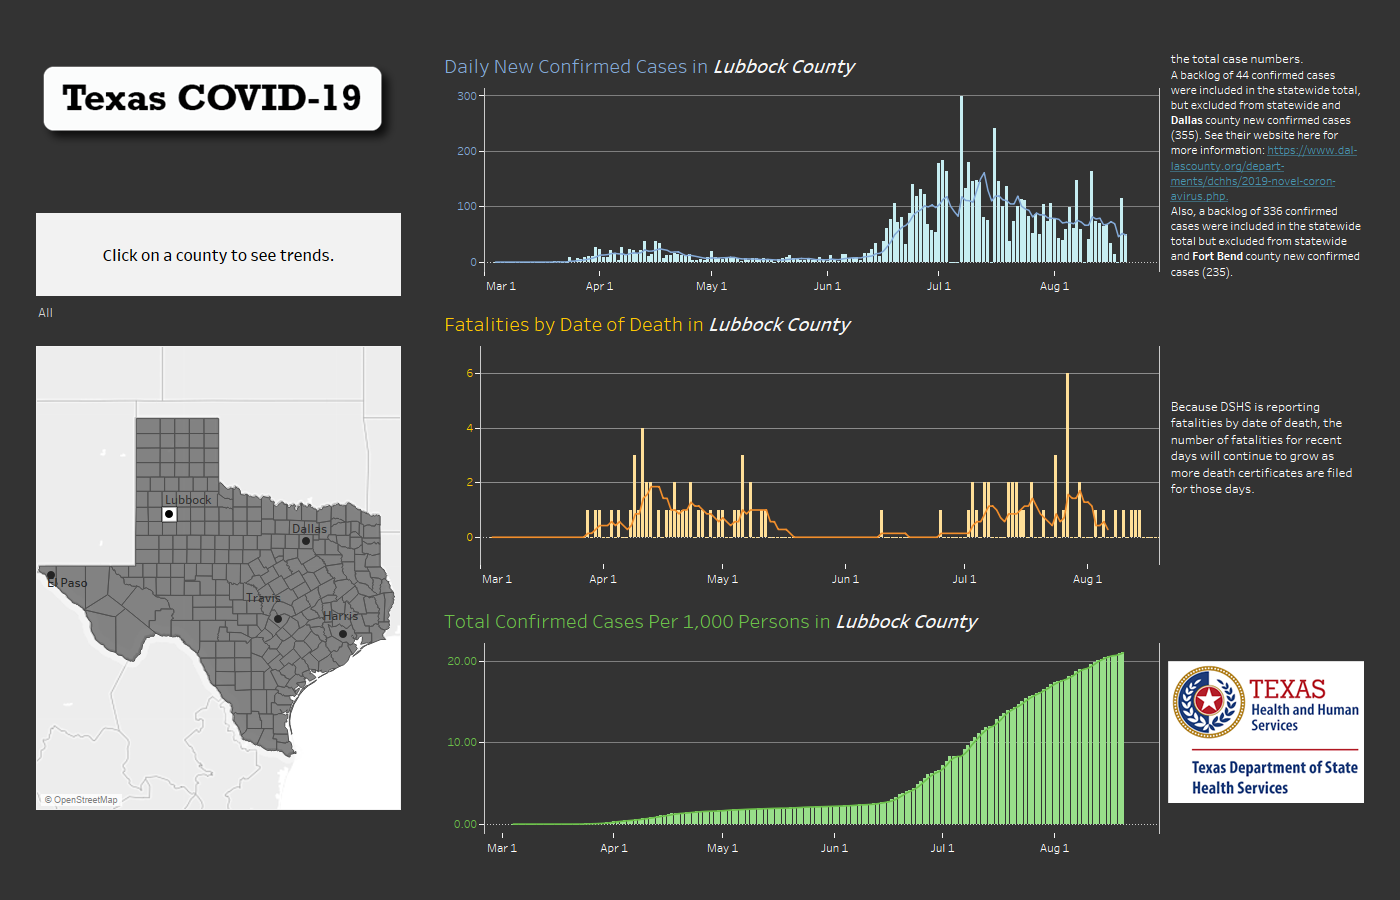 Texas COVID-19
Click on a county to see trends.
All
Lubbock
Dallas
El Paso
Travis
Harris
© OpenStreetMap
Daily New Confirmed Cases in Lubbock County
300
200
100
0
Mar 1 Apr 1 May 1 Jun 1 Jul 1 Aug 1
Fatalities by Date of Death in Lubbock County
6
4
2
0
Mar 1 Apr 1 May 1 Jun 1 Jul 1 Aug 1
Total Confirmed Cases Per 1,000 Persons in Lubbock County
20.00
10.00
0.00
Mar 1 Apr 1 May 1 Jun 1 Jul 1 Aug 1
the total case numbers.
A backlog of 44 confirmed cases
were included in the statewide total,
but excluded from statewide and
Dallas county new confirmed cases
(355). See their website here for
more information: https://www.dal-
lascounty.org/depart-
ments/dchhs/2019-novel-coron-
avirus.php.
Also, a backlog of 336 confirmed
cases were included in the statewide
total but excluded from statewide
and Fort Bend county new confirmed
cases (235).
Because DSHS is reporting
fatalities by date of death, the
number of fatalities for recent
days will continue to grow as
more death certificates are filed
for those days.
TEXAS
Health and Human
Services
Texas Department of State
Health Services